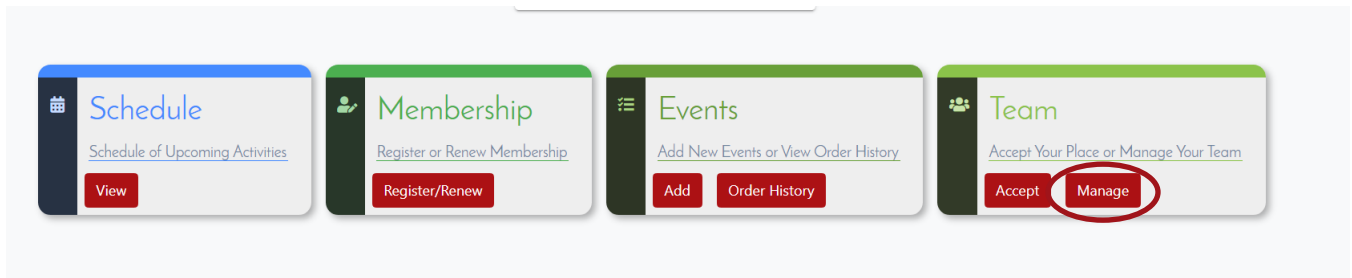 Schedule
Schedule of Upcoming Activities
View
Membership
Register or Renew Membership
Register/Renew
Events
Add New Events or View Order History
Add
Order History
Team
Accept Your Place or Manage Your Team
Accept
Manage